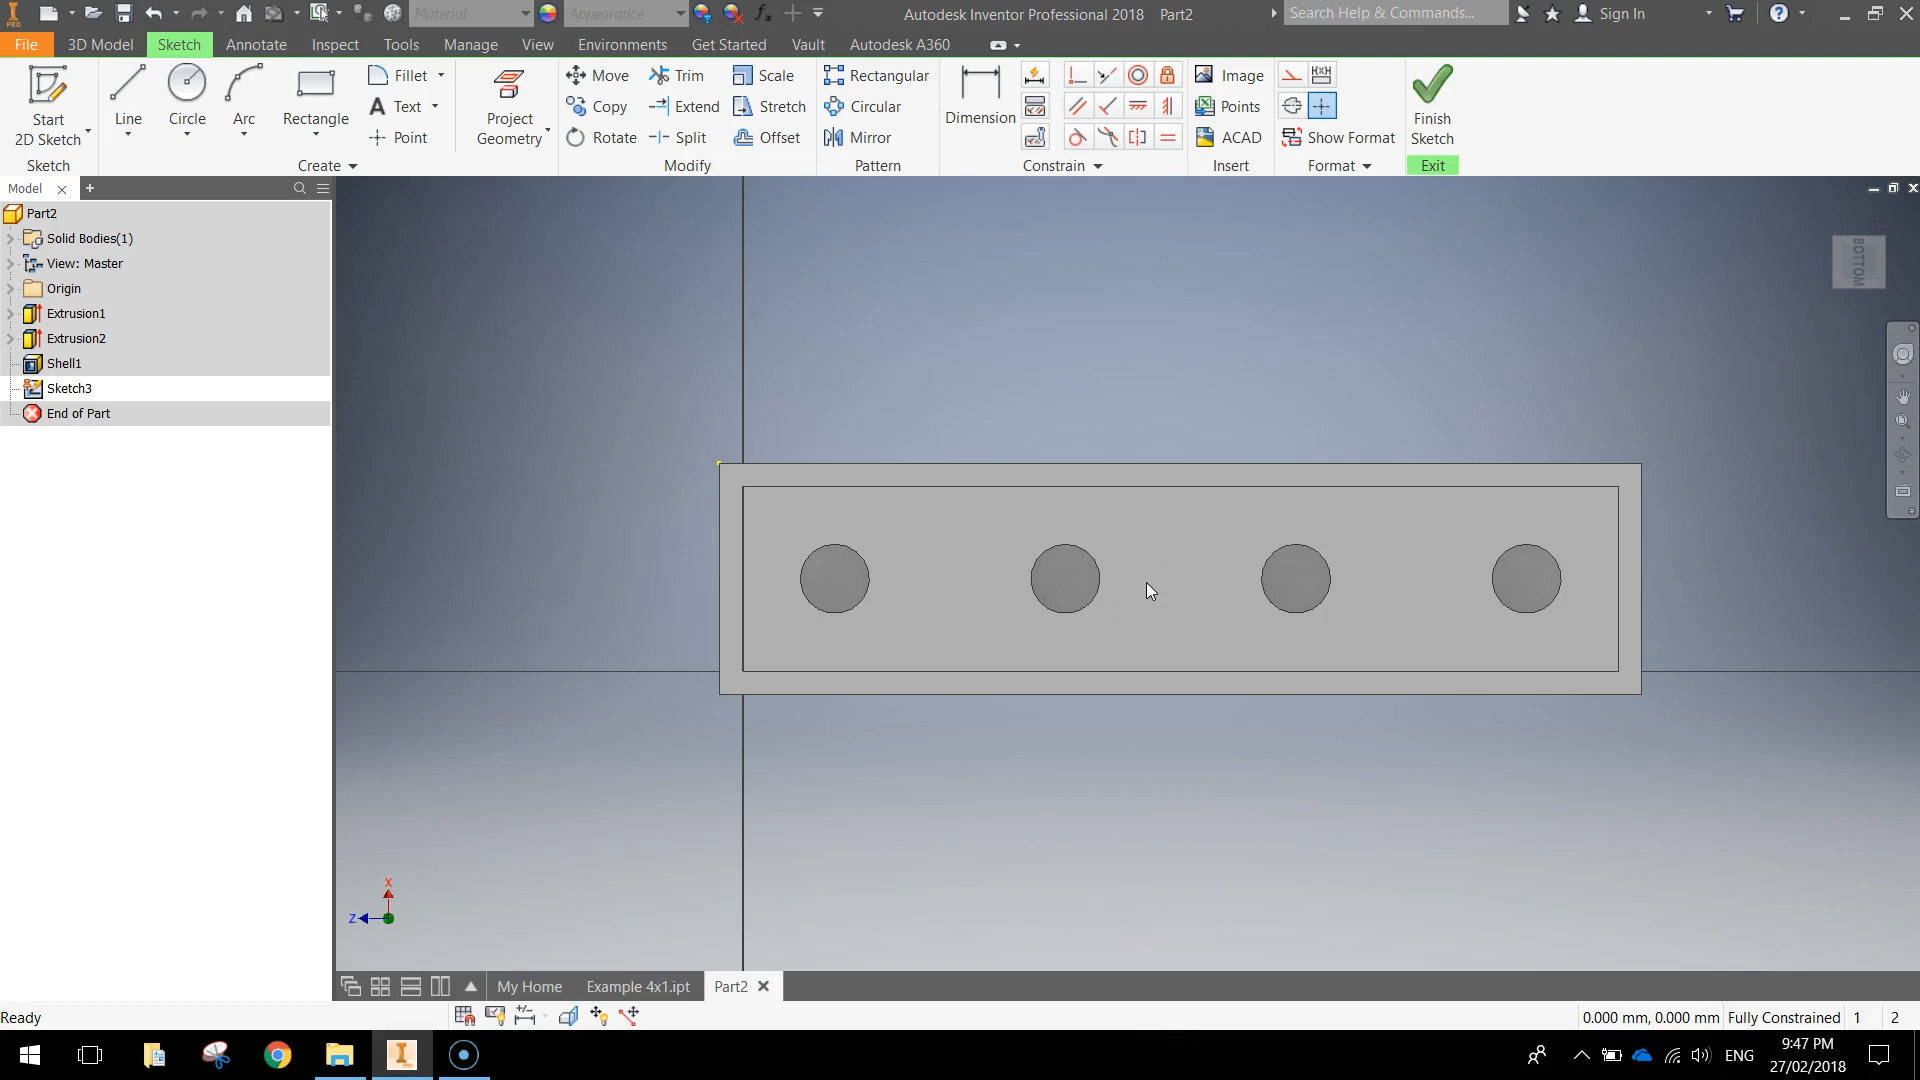 PRO
Material
Appearance
Autodesk Inventor Professional 2018 Part2
Search Help & Commands...
Sign In
File
3D Model
Sketch
Annotate
Inspect
Tools
Manage
View
Environments
Get Started
Vault
Autodesk A360
Start
2D Sketch
Sketch
Line
Circle
Arc
Rectangle
Fillet
Text
Point
Create
Project
Geometry
Move
Copy
Rotate
Trim
Extend
Split
Scale
Stretch
Offset
Modify
Rectangular
Circular
Mirror
Pattern
Dimension
Constrain
Image
Points
ACAD
Insert
Show Format
Format
Finish
Sketch
Exit
Model
Part2
Solid Bodies(1)
View: Master
Origin
Extrusion1
Extrusion2
Shell1
Sketch3
End of Part
BOTTOM
X
Z
My Home
Example 4x1.ipt
Part2
Ready
0.000 mm, 0.000 mm
Fully Constrained
1
2
ENG
9:47 PM
27/02/2018